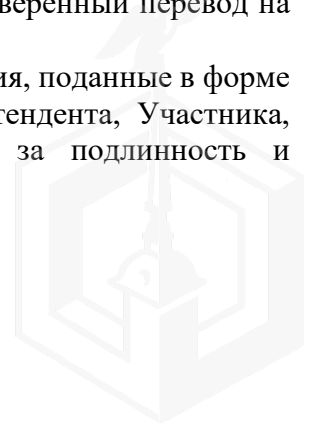 веренный перевод на
ия, поданные в форме
тендента, Участника,
за подлинность и